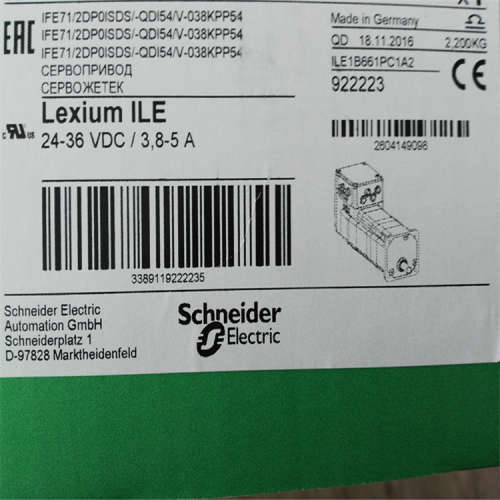 IFE71/2DP0ISDS/-QDI54/V-038KPP54
IFE71/2DP0ISDS/-QDI54/V-038KPP54
IFE71/2DP0ISDS/-QDI54/V-038KPP54
СЕРВОПРИВОД
СЕРВОЖЕТЕК
EAC
Lexium ILE
24-36 VDC / 3,8-5 A
c RU us
3389119222235
Schneider Electric
Automation GmbH
Schneiderplatz 1
D-97828 Marktheidenfeld
Schneider
Electric
Made in Germany
QD 18.11.2016 2,200KG
ILE1B661PC1A2
922223
CE
2604149096